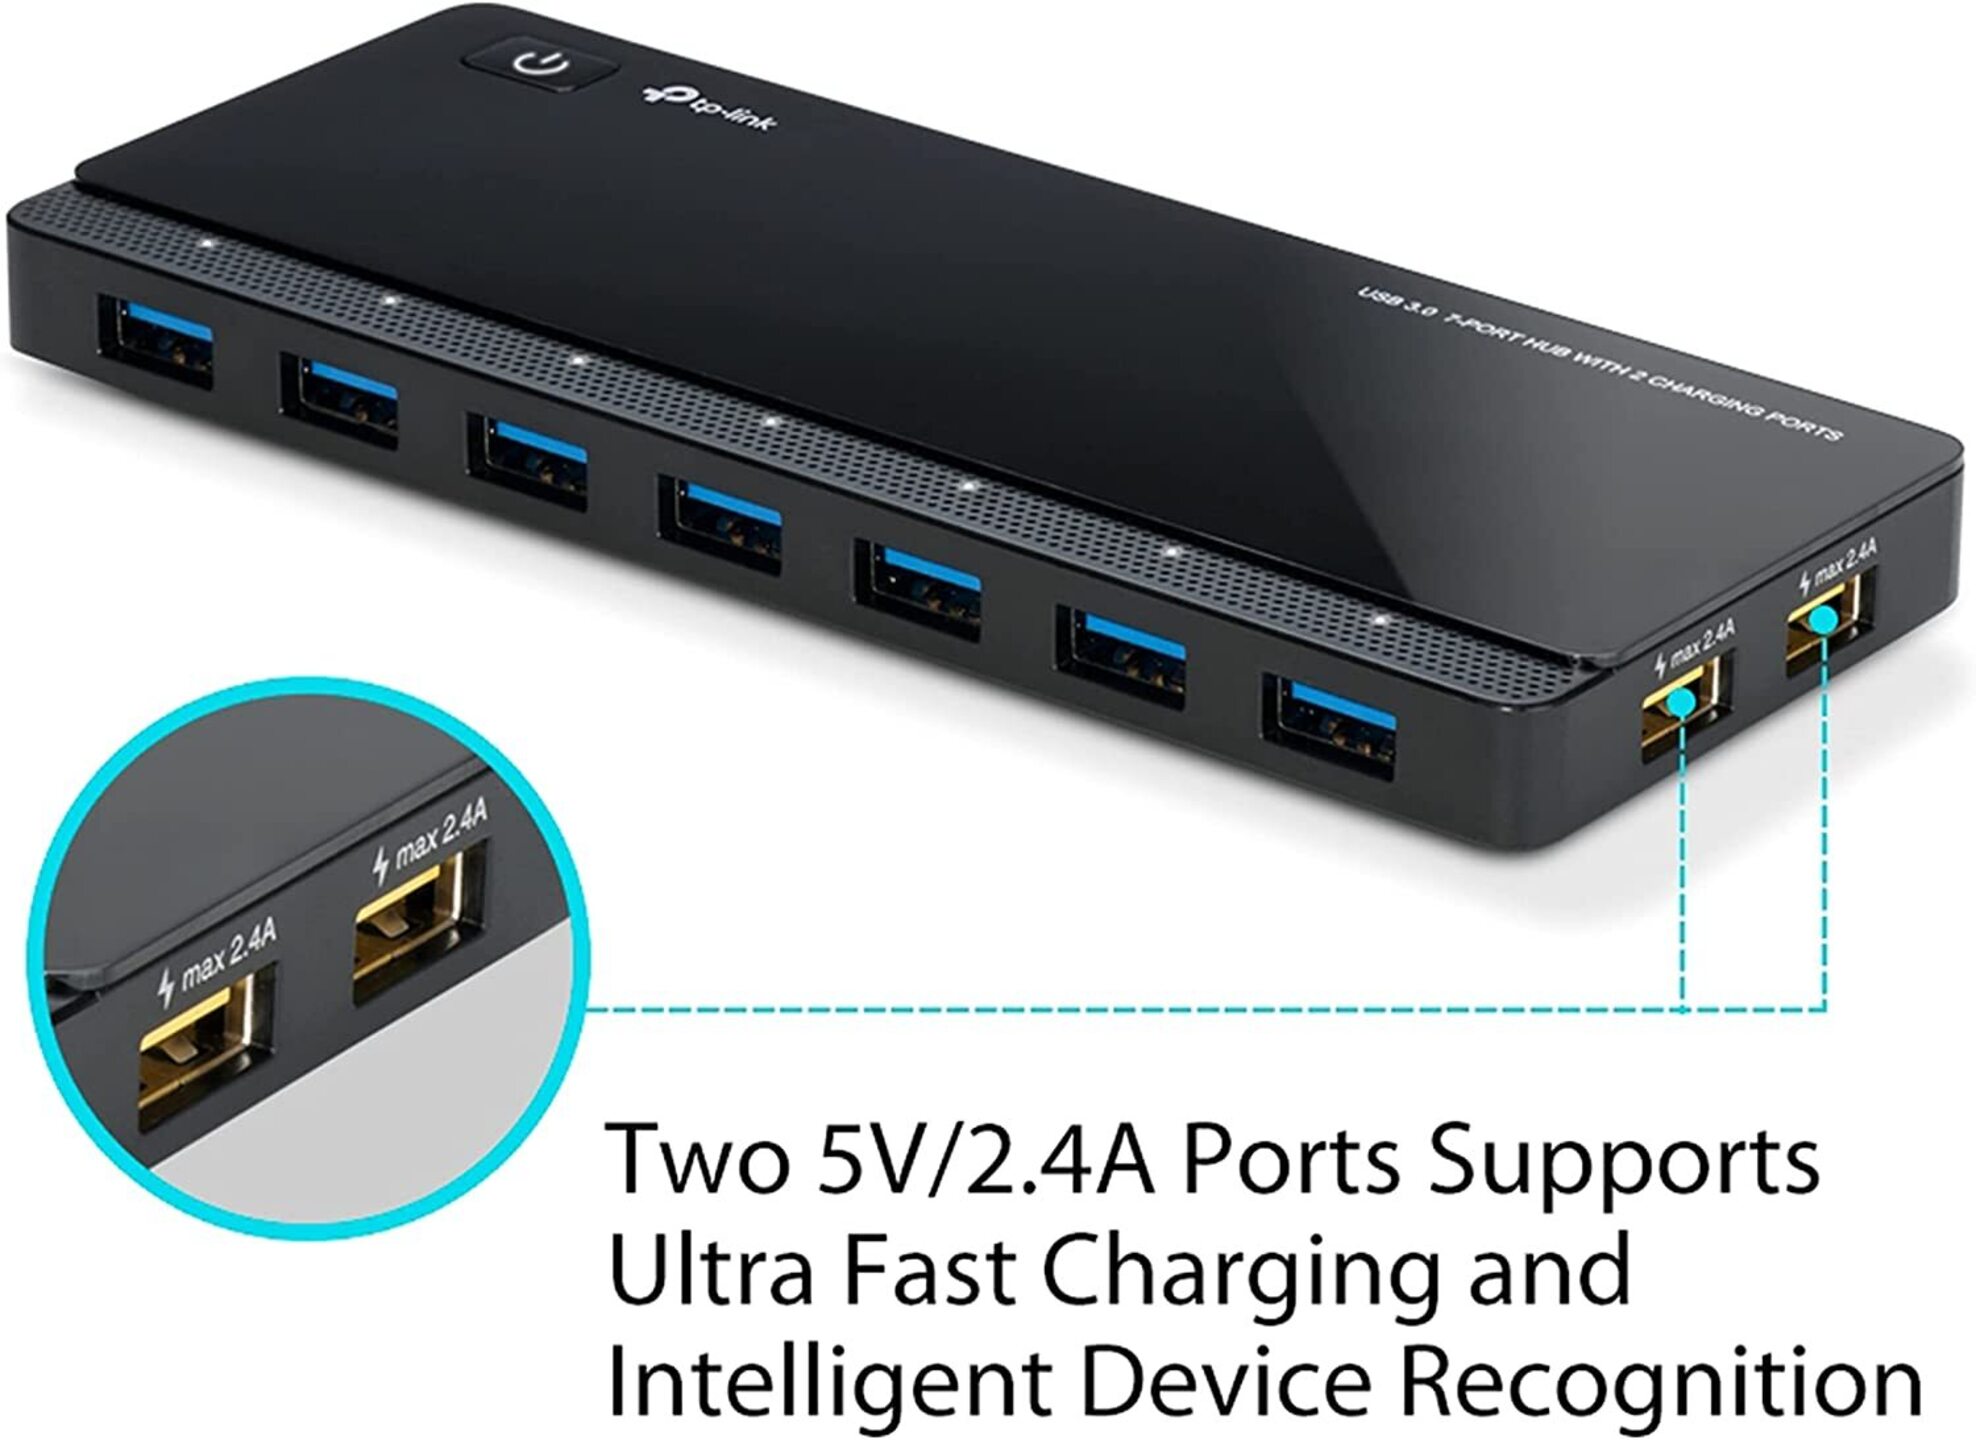 tp-link
USB 3.0 7-PORT HUB WITH 2 CHARGING PORTS
max 2.4A
max 2.4A
max 2.4A
max 2.4A
Two 5V/2.4A Ports Supports
Ultra Fast Charging and
Intelligent Device Recognition